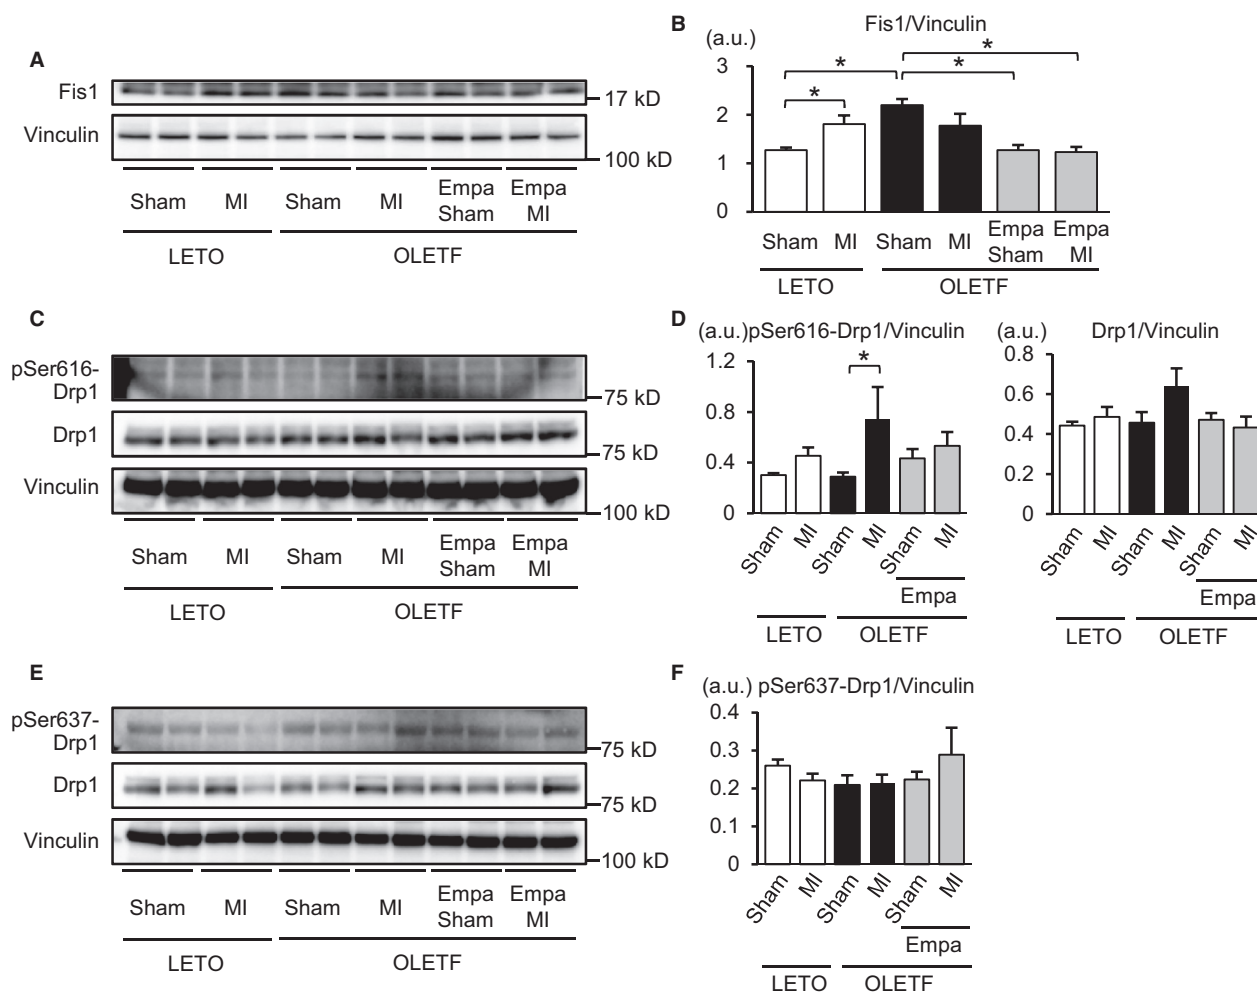 A
Fis1
17 kD
Vinculin
100 kD
Sham MI Sham MI Empa Sham Empa MI
LETO OLETF
B
Fis1/Vinculin
(a.u.)
* * * *
3
2
1
0
Sham MI Sham MI Empa Sham Empa MI
LETO OLETF
C
pSer616-
Drp1
75 kD
Drp1
75 kD
Vinculin
100 kD
Sham MI Sham MI Empa Sham Empa MI
LETO OLETF
D
(a.u.) pSer616-Drp1/Vinculin
1.2
0.8
0.4
0
*
Sham MI Sham MI Sham MI
Empa
LETO OLETF
(a.u.) Drp1/Vinculin
0.8
0.6
0.4
0.2
0
Sham MI Sham MI Sham MI
Empa
LETO OLETF
E
pSer637-
Drp1
75 kD
Drp1
75 kD
Vinculin
100 kD
Sham MI Sham MI Empa Sham Empa MI
LETO OLETF
F
(a.u.) pSer637-Drp1/Vinculin
0.4
0.3
0.2
0.1
0
Sham MI Sham MI Sham MI
Empa
LETO OLETF